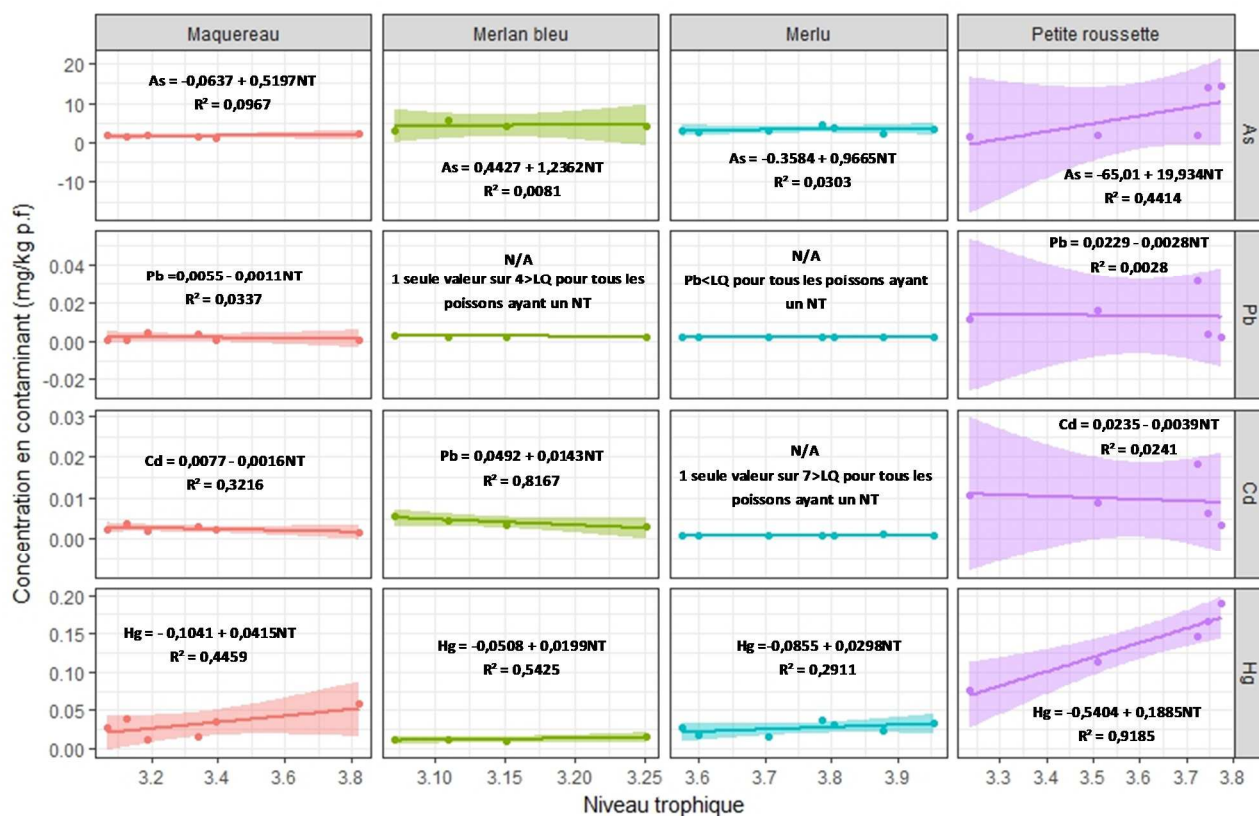 Maquereau
Merlan bleu
Merlu
Petite roussette
Concentration en contaminant (mg/kg p.f)
20
10
0
-10
As = -0,0637 + 0,5197NT
R² = 0,0967
As = 0,4427 + 1,2362NT
R² = 0,0081
As = -0.3584 + 0,9665NT
R² = 0,0303
As = -65,01 + 19,934NT
R² = 0,4414
As
0.04
0.02
0.00
-0.02
Pb =0,0055 - 0,0011NT
R² = 0,0337
N/A
1 seule valeur sur 4>LQ pour tous les
poissons ayant un NT
N/A
Pb<LQ pour tous les poissons ayant
un NT
Pb = 0,0229 - 0,0028NT
R² = 0,0028
Pb
0.03
0.02
0.01
0.00
Cd = 0,0077 - 0,0016NT
R² = 0,3216
Pb = 0,0492 + 0,0143NT
R² = 0,8167
N/A
1 seule valeur sur 7>LQ pour tous les
poissons ayant un NT
Cd = 0,0235 - 0,0039NT
R² = 0,0241
Cd
0.20
0.15
0.10
0.05
0.00
Hg = - 0,1041 + 0,0415NT
R² = 0,4459
Hg = -0,0508 + 0,0199NT
R² = 0,5425
Hg =-0,0855 + 0,0298NT
R² = 0,2911
Hg = -0,5404 + 0,1885NT
R² = 0,9185
Hg
3.2 3.4 3.6 3.8
3.10 3.15 3.20 3.25
3.6 3.7 3.8 3.9
3.3 3.4 3.5 3.6 3.7 3.8
Niveau trophique